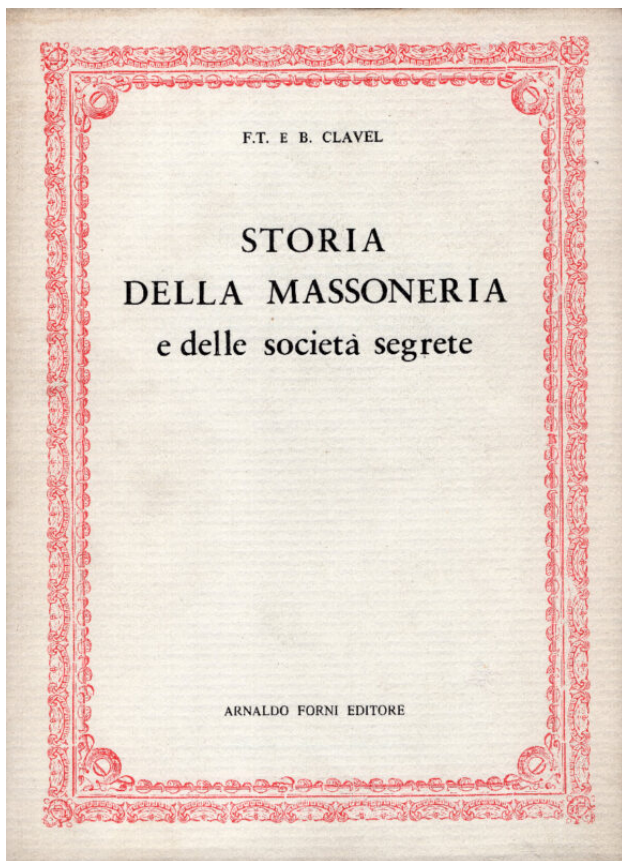 F.T. E B. CLAVEL
STORIA
DELLA MASSONERIA
e delle società segrete
ARNALDO FORNI EDITORE